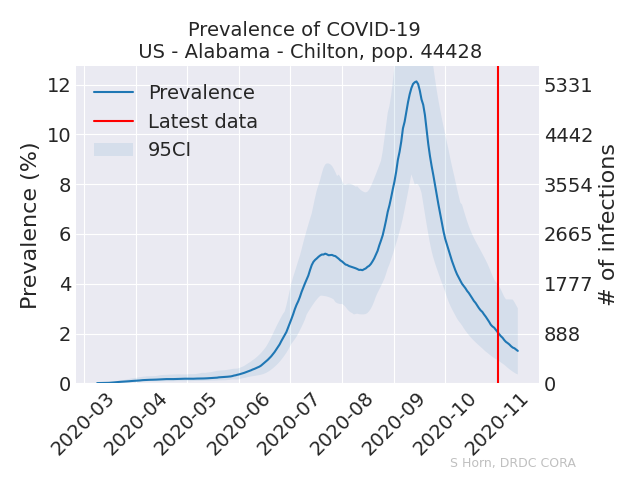 Prevalence of COVID-19
US - Alabama - Chilton, pop. 44428
Prevalence
Latest data
95CI
Prevalence (%)
12
10
8
6
4
2
0
5331
4442
3554
2665
1777
888
0
# of infections
2020-03
2020-04
2020-05
2020-06
2020-07
2020-08
2020-09
2020-10
2020-11
S Horn, DRDC CORA